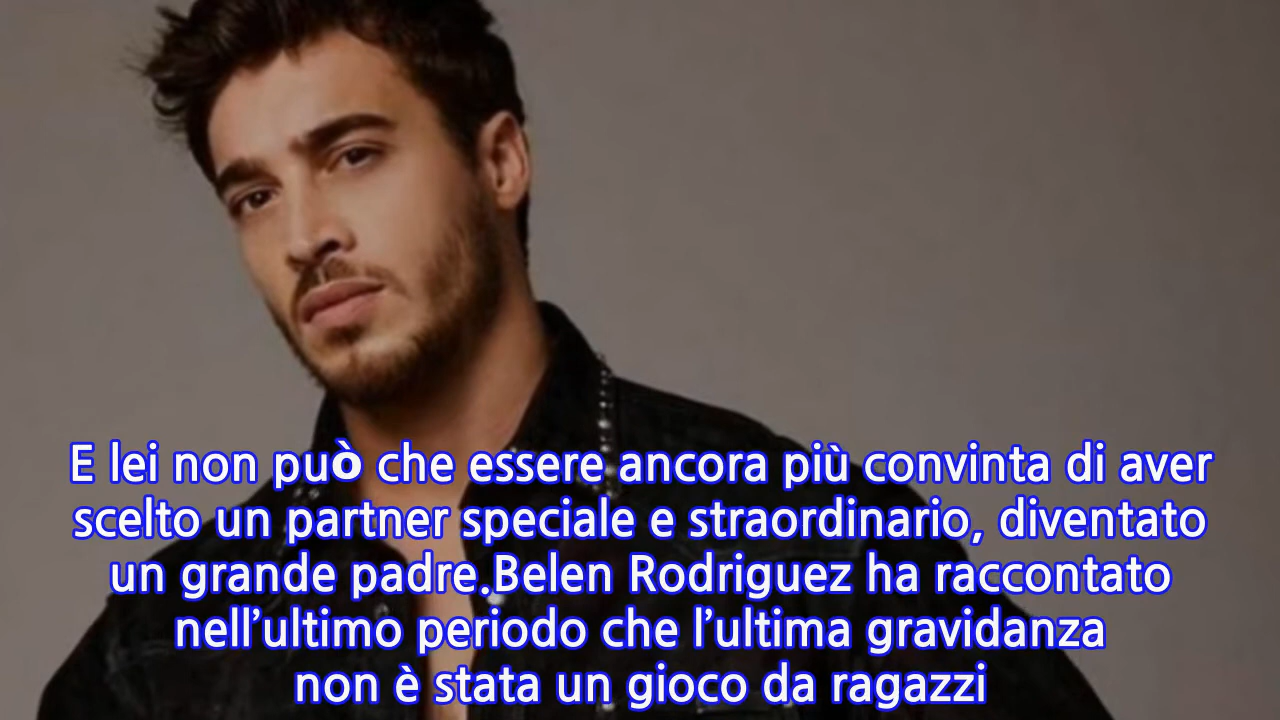 E lei non può che essere ancora più convinta di aver
scelto un partner speciale e straordinario, diventato
un grande padre.Belen Rodriguez ha raccontato
nell'ultimo periodo che l'ultima gravidanza
non è stata un gioco da ragazzi